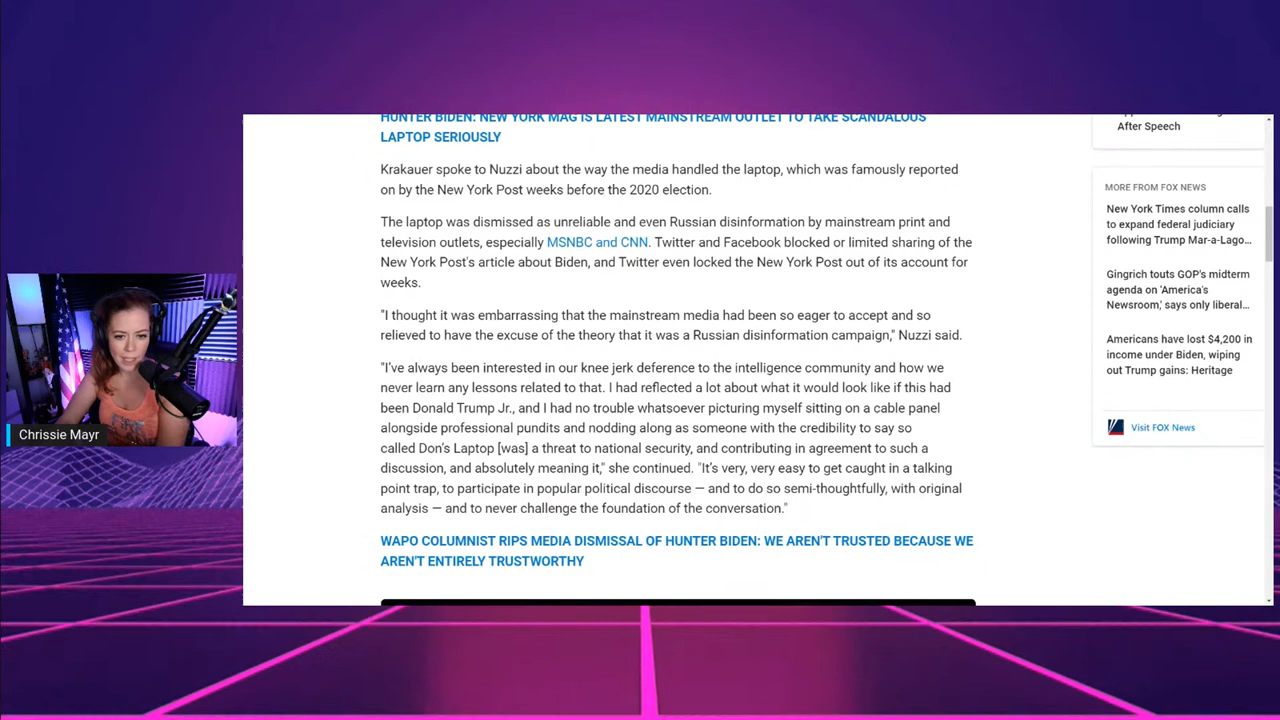 HUNTER BIDEN: NEW YORK MAG IS LATEST MAINSTREAM OUTLET TO TAKE SCANDALOUS
LAPTOP SERIOUSLY
Krakauer spoke to Nuzzi about the way the media handled the laptop, which was famously reported
on by the New York Post weeks before the 2020 election.
The laptop was dismissed as unreliable and even Russian disinformation by mainstream print and
television outlets, especially MSNBC and CNN. Twitter and Facebook blocked or limited sharing of the
New York Post's article about Biden, and Twitter even locked the New York Post out of its account for
weeks.
"I thought it was embarrassing that the mainstream media had been so eager to accept and so
relieved to have the excuse of the theory that it was a Russian disinformation campaign," Nuzzi said.
"I've always been interested in our knee jerk deference to the intelligence community and how we
never learn any lessons related to that. I had reflected a lot about what it would look like if this had
been Donald Trump Jr., and I had no trouble whatsoever picturing myself sitting on a cable panel
alongside professional pundits and nodding along as someone with the credibility to say so
called Don's Laptop [was] a threat to national security, and contributing in agreement to such a
discussion, and absolutely meaning it," she continued. "It's very, very easy to get caught in a talking
point trap, to participate in popular political discourse — and to do so semi-thoughtfully, with original
analysis — and to never challenge the foundation of the conversation."
WAPO COLUMNIST RIPS MEDIA DISMISSAL OF HUNTER BIDEN: WE AREN'T TRUSTED BECAUSE WE
AREN'T ENTIRELY TRUSTWORTHY
After Speech
MORE FROM FOX NEWS
New York Times column calls
to expand federal judiciary
following Trump Mar-a-Lago...
Gingrich touts GOP's midterm
agenda on 'America's
Newsroom,' says only liberal...
Americans have lost $4,200 in
income under Biden, wiping
out Trump gains: Heritage
Visit FOX News
Chrissie Mayr